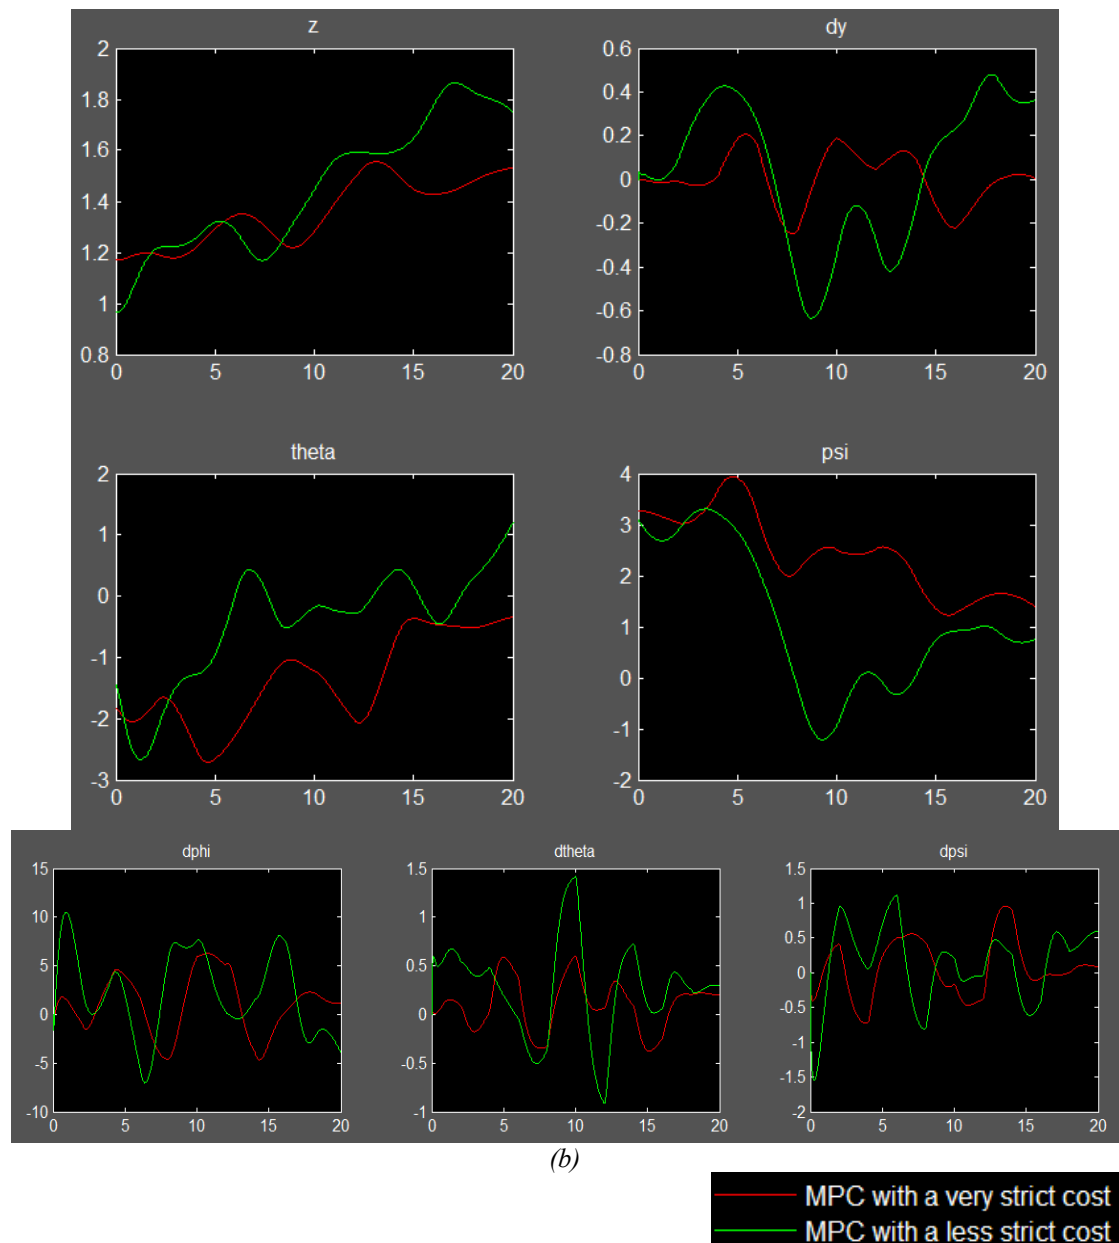 z
dy
2
1.8
1.6
1.4
1.2
1
0.8
0 5 10 15 20
0.6
0.4
0.2
0
-0.2
-0.4
-0.6
-0.8
0 5 10 15 20
theta
psi
2
1
0
-1
-2
-3
0 5 10 15 20
4
3
2
1
0
-1
-2
0 5 10 15 20
dphi
dtheta
dpsi
15
10
5
0
-5
-10
0 5 10 15 20
1.5
1
0.5
0
-0.5
-1
0 5 10 15 20
1.5
1
0.5
0
-0.5
-1
-1.5
-2
0 5 10 15 20
(b)
MPC with a very strict cost
MPC with a less strict cost